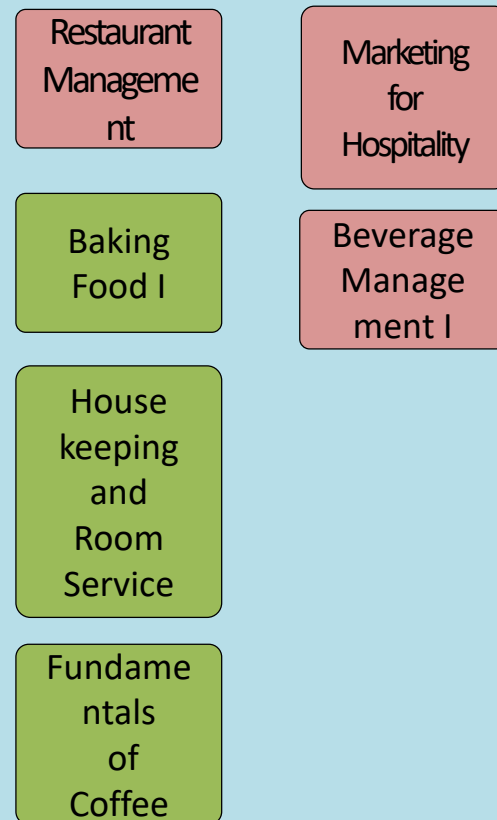 Restaurant
Manageme
nt
Baking
Food I
House
keeping
and
Room
Service
Fundame
ntals
of
Coffee
Marketing
for
Hospitality
Beverage
Manage
ment I